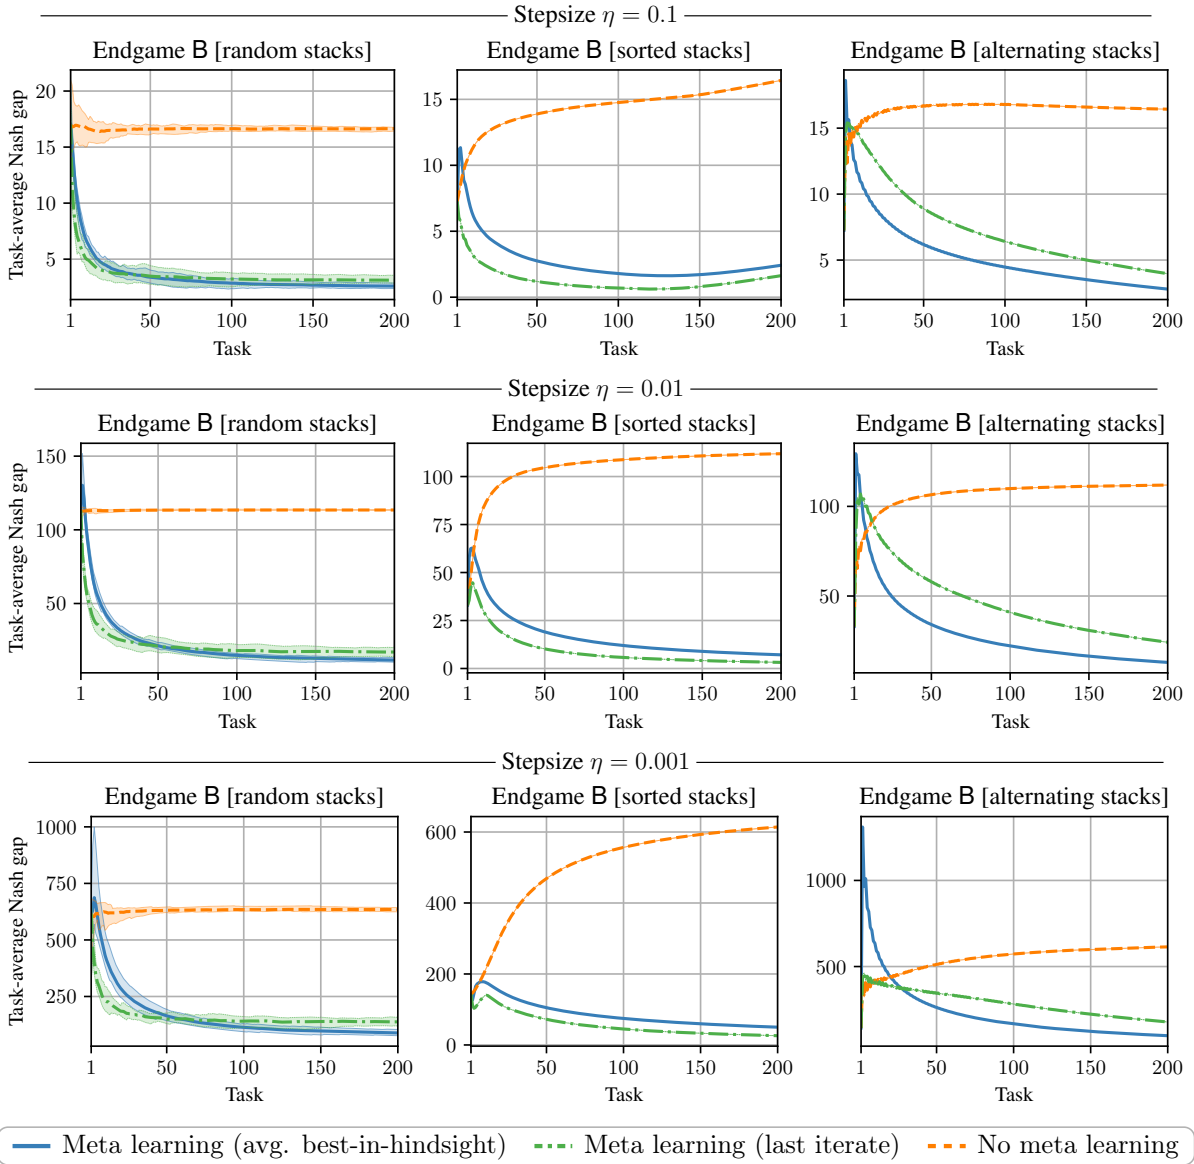 Stepsize η = 0.1
Endgame B [random stacks]
Endgame B [sorted stacks]
Endgame B [alternating stacks]
Task-average Nash gap
20
15
10
5
1 50 100 150 200
Task
15
10
5
0
1 50 100 150 200
Task
15
10
5
1 50 100 150 200
Task
Stepsize η = 0.01
Endgame B [random stacks]
Endgame B [sorted stacks]
Endgame B [alternating stacks]
Task-average Nash gap
150
100
50
1 50 100 150 200
Task
100
75
50
25
0
1 50 100 150 200
Task
100
50
1 50 100 150 200
Task
Stepsize η = 0.001
Endgame B [random stacks]
Endgame B [sorted stacks]
Endgame B [alternating stacks]
Task-average Nash gap
1000
750
500
250
1 50 100 150 200
Task
600
400
200
0
1 50 100 150 200
Task
1000
500
1 50 100 150 200
Task
Meta learning (avg. best-in-hindsight) Meta learning (last iterate) No meta learning